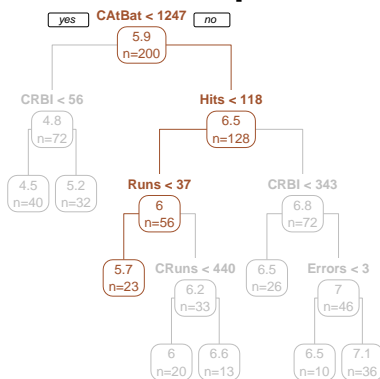 CAtBat < 1247
yes
no
5.9
n=200
CRBI < 56
Hits < 118
4.8
n=72
6.5
n=128
Runs < 37
CRBI < 343
4.5
n=40
5.2
n=32
6
n=56
6.8
n=72
CRuns < 440
Errors < 3
5.7
n=23
6.2
n=33
6.5
n=26
7
n=46
6
n=20
6.6
n=13
6.5
n=10
7.1
n=36